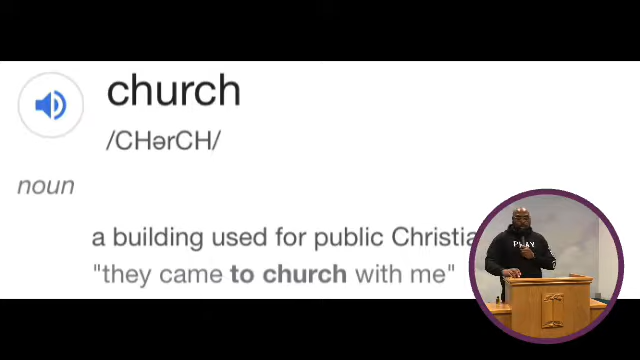 church
/CHərCH/
noun
a building used for public Christia
"they came to church with me"
PRAY